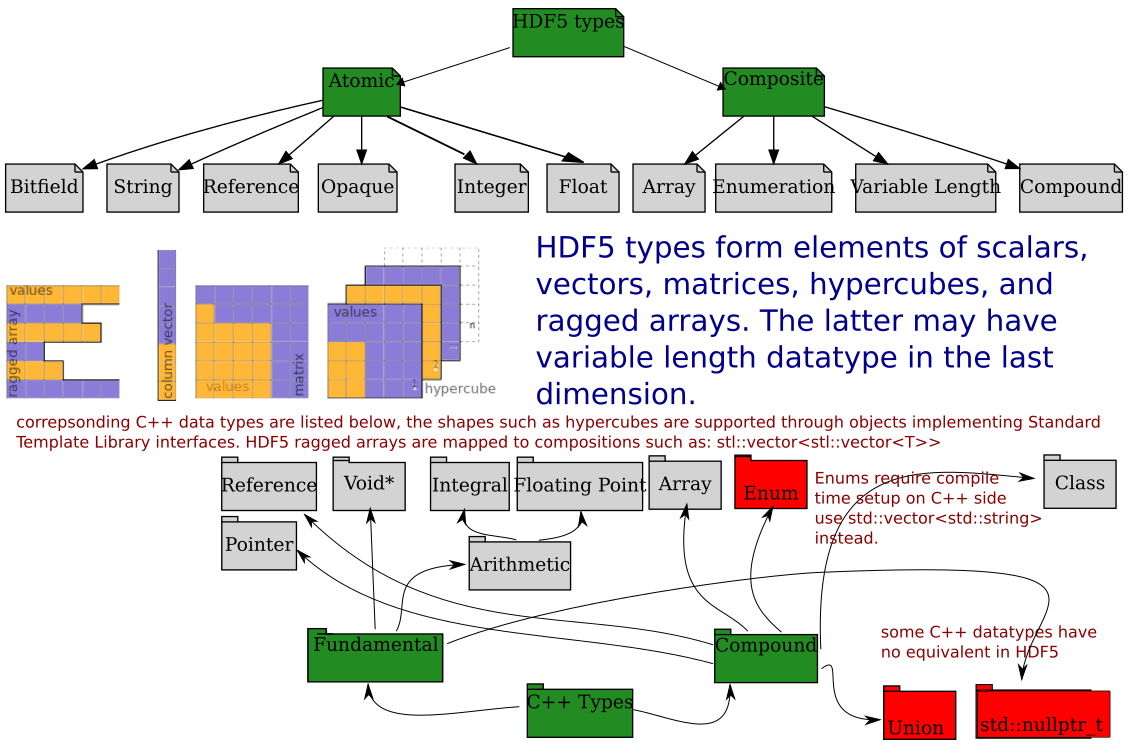 HDF5 types
Atomic
Composite
Bitfield
String
Reference
Opaque
Integer
Float
Array
Enumeration
Variable Length
Compound
HDF5 types form elements of scalars,
vectors, matrices, hypercubes, and
ragged arrays. The latter may have
variable length datatype in the last
dimension.
values
ragged array
column vector
values
matrix
values
1
2
...
n
hypercube
correpsonding C++ data types are listed below, the shapes such as hypercubes are supported through objects implementing Standard
Template Library interfaces. HDF5 ragged arrays are mapped to compositions such as: stl::vector<stl::vector<T>>
Reference
Void*
Integral
Floating Point
Array
Enum
Enums require compile
time setup on C++ side
use std::vector<std::string>
instead.
Class
Pointer
Arithmetic
Fundamental
Compound
some C++ datatypes have
no equivalent in HDF5
C++ Types
Union
std::nullptr_t